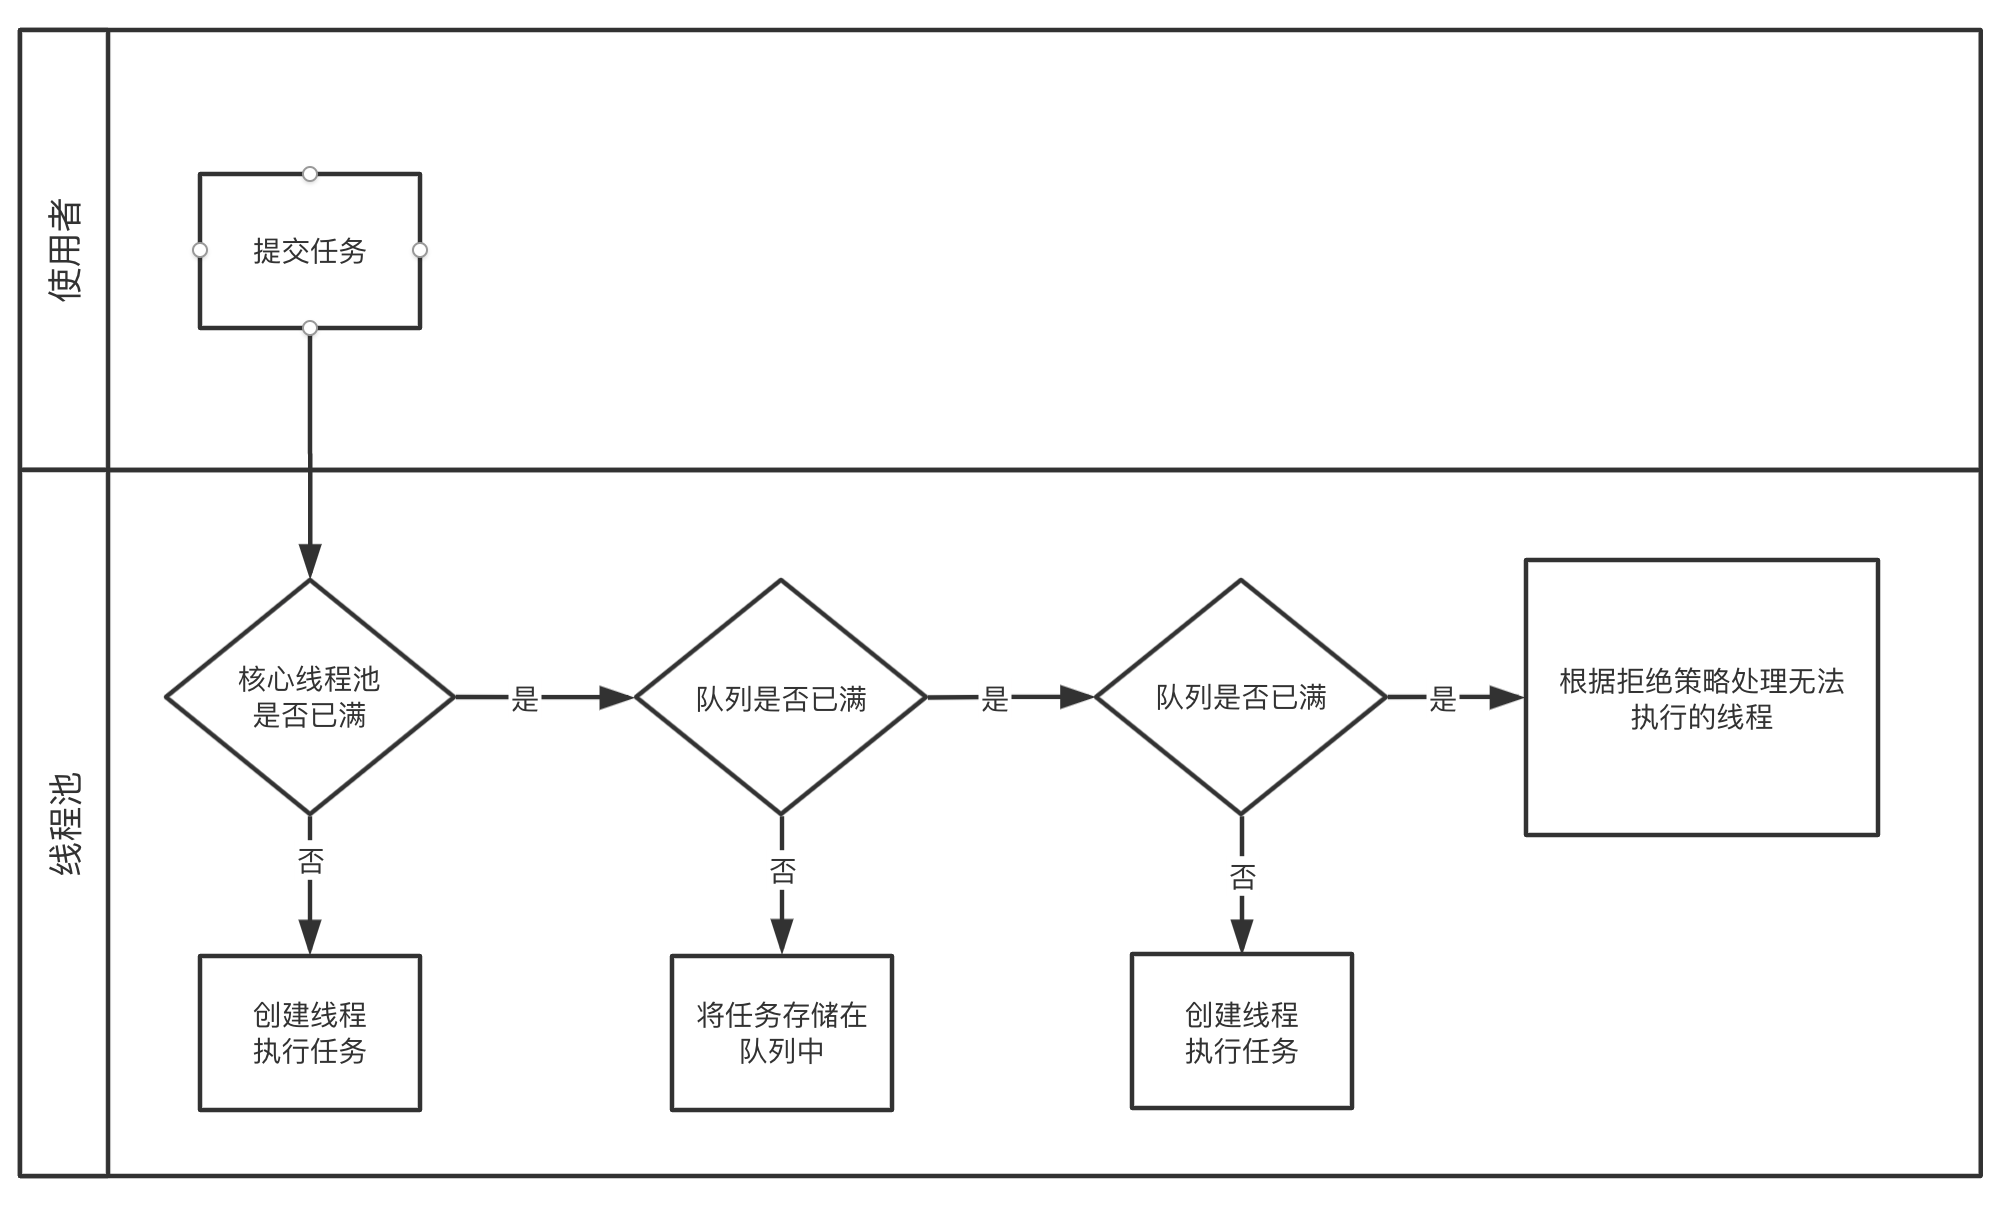 使用者
提交任务
线程池
核心线程池
是否已满
是
队列是否已满
是
队列是否已满
是
根据拒绝策略处理无法
执行的线程
否
否
否
创建线程
执行任务
将任务存储在
队列中
创建线程
执行任务